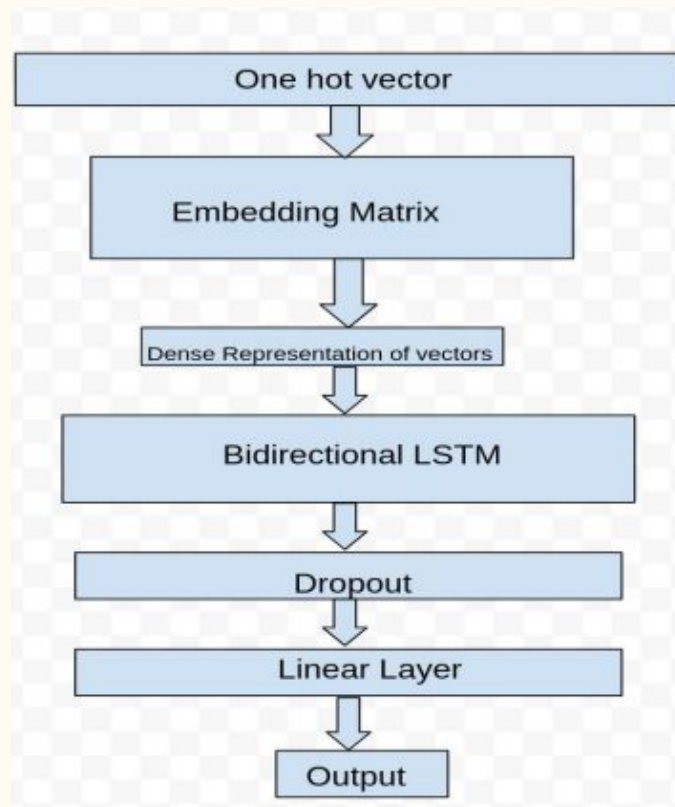 One hot vector
Embedding Matrix
Dense Representation of vectors
Bidirectional LSTM
Dropout
Linear Layer
Output